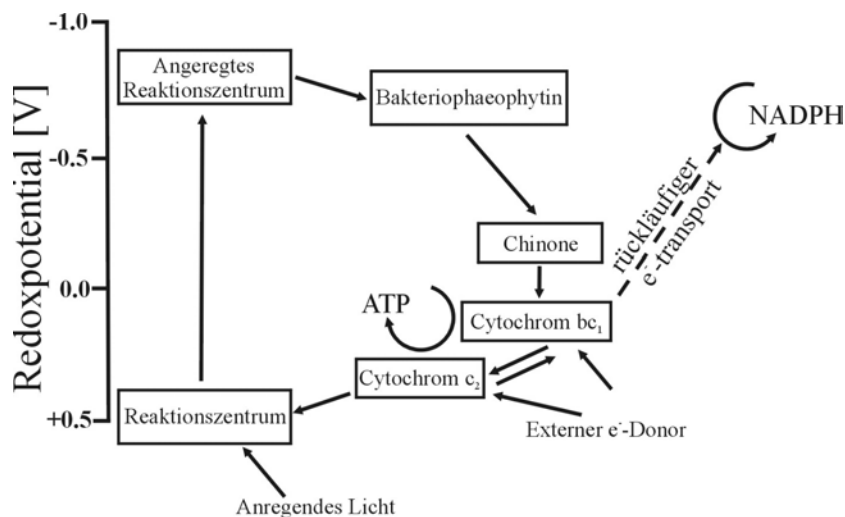 Redoxpotential [V]
-1.0
-0.5
0.0
+0.5
Angeregtes
Reaktionszentrum
Bakteriophaeophytin
NADPH
rückläufiger
e⁻-transport
Chinone
ATP
Cytochrom bc₁
Cytochrom c₂
Reaktionszentrum
Externer e⁻-Donor
Anregendes Licht